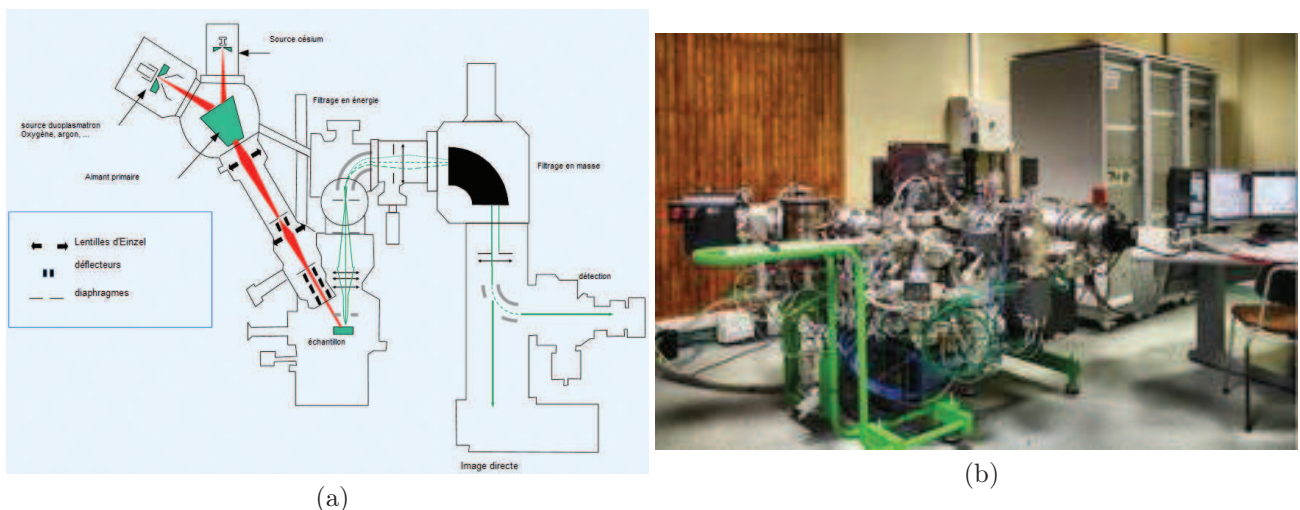 Source césium
Filtrage en énergie
source duoplasmatron
Oxygène, argon, ...
Filtrage en masse
Aimant primaire
Lentilles d'Einzel
déflecteurs
diaphragmes
détection
échantillon
Image directe
(a)
(b)